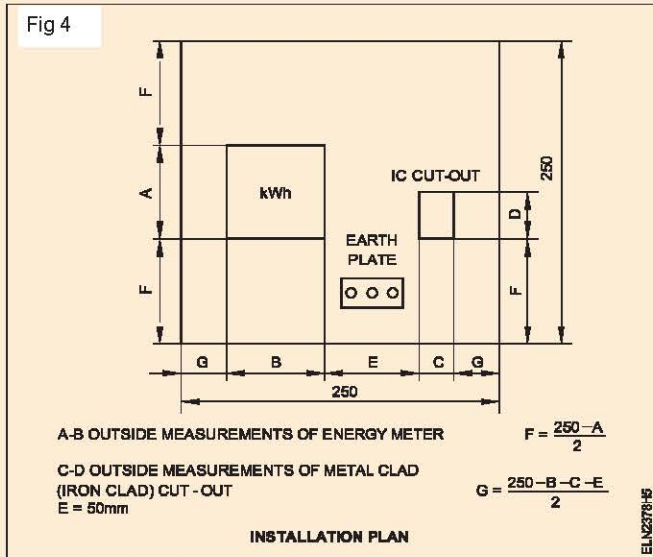 Fig 4
F
A
F
kWh
IC CUT-OUT
D
F
250
EARTH
PLATE
G B E C G
250
A-B OUTSIDE MEASUREMENTS OF ENERGY METER
F = 250-A / 2
C-D OUTSIDE MEASUREMENTS OF METAL CLAD
(IRON CLAD) CUT - OUT
E = 50mm
G = 250-B-C-E / 2
INSTALLATION PLAN
ELN2378H5